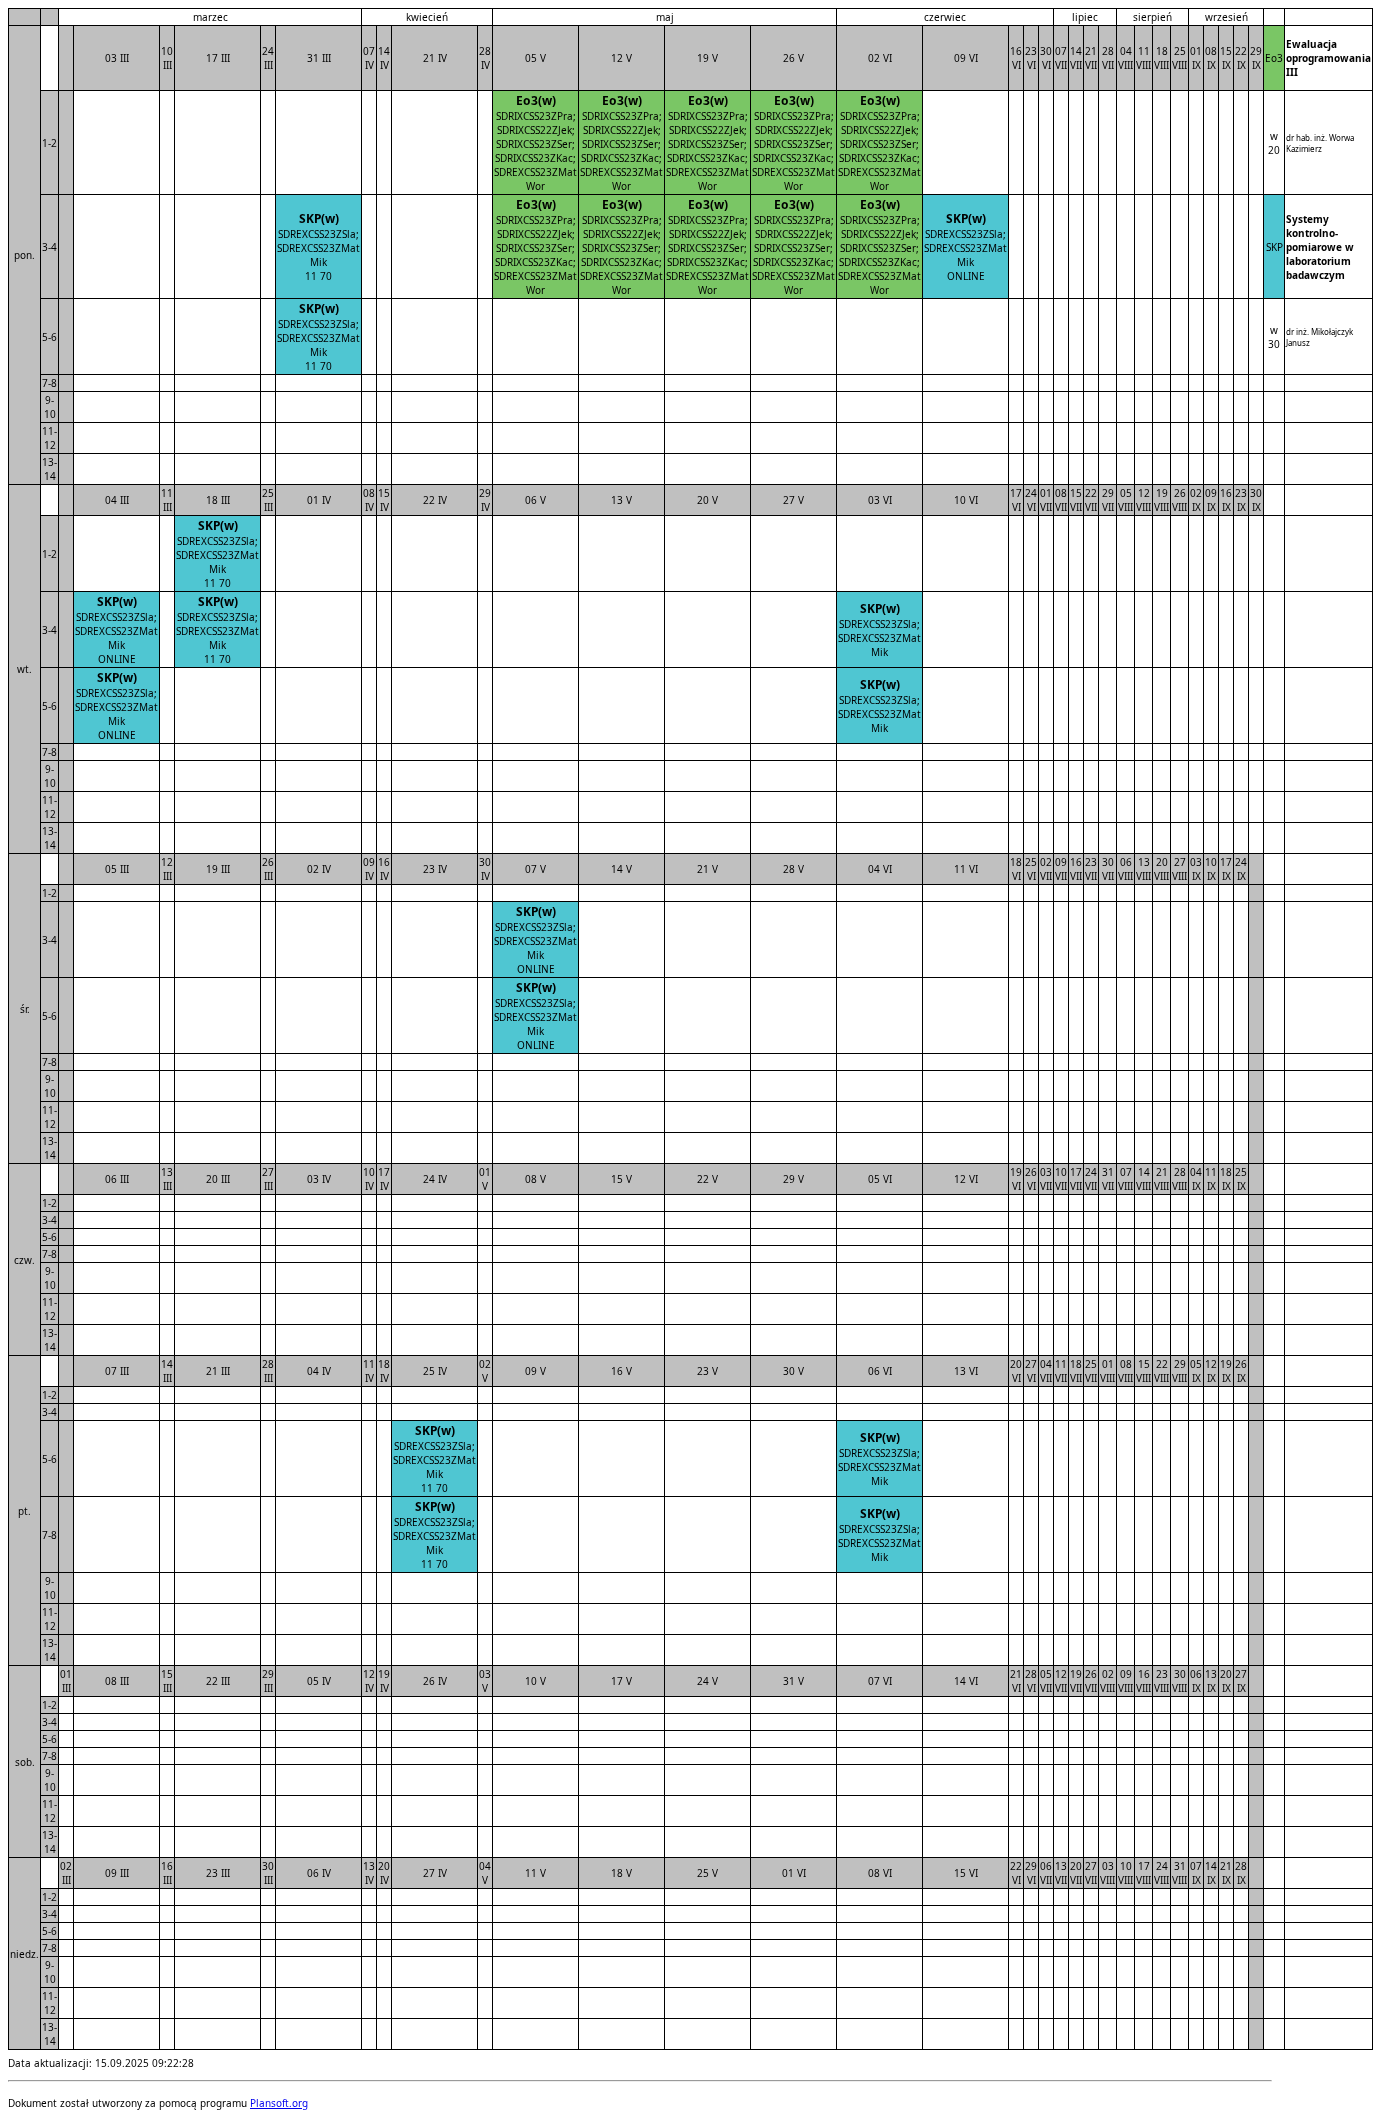 marzec kwiecień maj czerwiec lipiec sierpień wrzesień
pon. 03 III 10 III 17 III 24 III 31 III 07 IV 14 IV 21 IV 28 IV 05 V 12 V 19 V 26 V 02 VI 09 VI 16 VI 23 VI 30 VI 07 VII 14 VII 21 VII 28 VII 04 VIII 11 VIII 18 VIII 25 VIII 01 IX 08 IX 15 IX 22 IX 29 IX Eo3 Ewaluacja oprogramowania III
1-2
Eo3(w) Eo3(w) Eo3(w) Eo3(w) Eo3(w)
SDRIXCSS23ZPra; SDRIXCSS23ZPra; SDRIXCSS23ZPra; SDRIXCSS23ZPra; SDRIXCSS23ZPra;
SDRIXCSS22ZJek; SDRIXCSS22ZJek; SDRIXCSS22ZJek; SDRIXCSS22ZJek; SDRIXCSS22ZJek;
SDRIXCSS23ZSer; SDRIXCSS23ZSer; SDRIXCSS23ZSer; SDRIXCSS23ZSer; SDRIXCSS23ZSer;
SDRIXCSS23ZKac; SDRIXCSS23ZKac; SDRIXCSS23ZKac; SDRIXCSS23ZKac; SDRIXCSS23ZKac;
SDREXCSS23ZMat SDREXCSS23ZMat SDREXCSS23ZMat SDREXCSS23ZMat SDREXCSS23ZMat
Wor Wor Wor Wor Wor
w 20 dr hab. inż. Worwa Kazimierz
3-4
SKP(w)
SDREXCSS23ZSla;
SDREXCSS23ZMat
Mik
11 70
Eo3(w) Eo3(w) Eo3(w) Eo3(w) Eo3(w)
SDRIXCSS23ZPra; SDRIXCSS23ZPra; SDRIXCSS23ZPra; SDRIXCSS23ZPra; SDRIXCSS23ZPra;
SDRIXCSS22ZJek; SDRIXCSS22ZJek; SDRIXCSS22ZJek; SDRIXCSS22ZJek; SDRIXCSS22ZJek;
SDRIXCSS23ZSer; SDRIXCSS23ZSer; SDRIXCSS23ZSer; SDRIXCSS23ZSer; SDRIXCSS23ZSer;
SDRIXCSS23ZKac; SDRIXCSS23ZKac; SDRIXCSS23ZKac; SDRIXCSS23ZKac; SDRIXCSS23ZKac;
SDREXCSS23ZMat SDREXCSS23ZMat SDREXCSS23ZMat SDREXCSS23ZMat SDREXCSS23ZMat
Wor Wor Wor Wor Wor
SKP(w)
SDREXCSS23ZSla;
SDREXCSS23ZMat
Mik
ONLINE
SKP Systemy kontrolno-pomiarowe w laboratorium badawczym
5-6
SKP(w)
SDREXCSS23ZSla;
SDREXCSS23ZMat
Mik
11 70
w 30 dr inż. Mikołajczyk Janusz
7-8
9-10
11-12
13-14
wt. 04 III 11 III 18 III 25 III 01 IV 08 IV 15 IV 22 IV 29 IV 06 V 13 V 20 V 27 V 03 VI 10 VI 17 VI 24 VI 01 VII 08 VII 15 VII 22 VII 29 VII 05 VIII 12 VIII 19 VIII 26 VIII 02 IX 09 IX 16 IX 23 IX 30 IX
1-2
SKP(w)
SDREXCSS23ZSla;
SDREXCSS23ZMat
Mik
11 70
3-4
SKP(w) SKP(w) SKP(w)
SDREXCSS23ZSla; SDREXCSS23ZSla; SDREXCSS23ZSla;
SDREXCSS23ZMat SDREXCSS23ZMat SDREXCSS23ZMat
Mik Mik Mik
ONLINE 11 70
5-6
SKP(w) SKP(w)
SDREXCSS23ZSla; SDREXCSS23ZSla;
SDREXCSS23ZMat SDREXCSS23ZMat
Mik Mik
ONLINE
7-8
9-10
11-12
13-14
śr. 05 III 12 III 19 III 26 III 02 IV 09 IV 16 IV 23 IV 30 IV 07 V 14 V 21 V 28 V 04 VI 11 VI 18 VI 25 VI 02 VII 09 VII 16 VII 23 VII 30 VII 06 VIII 13 VIII 20 VIII 27 VIII 03 IX 10 IX 17 IX 24 IX
1-2
3-4
SKP(w)
SDREXCSS23ZSla;
SDREXCSS23ZMat
Mik
ONLINE
5-6
SKP(w)
SDREXCSS23ZSla;
SDREXCSS23ZMat
Mik
ONLINE
7-8
9-10
11-12
13-14
czw. 06 III 13 III 20 III 27 III 03 IV 10 IV 17 IV 24 IV 01 V 08 V 15 V 22 V 29 V 05 VI 12 VI 19 VI 26 VI 03 VII 10 VII 17 VII 24 VII 31 VII 07 VIII 14 VIII 21 VIII 28 VIII 04 IX 11 IX 18 IX 25 IX
1-2
3-4
5-6
7-8
9-10
11-12
13-14
pt. 07 III 14 III 21 III 28 III 04 IV 11 IV 18 IV 25 IV 02 V 09 V 16 V 23 V 30 V 06 VI 13 VI 20 VI 27 VI 04 VII 11 VII 18 VII 25 VII 01 VIII 08 VIII 15 VIII 22 VIII 29 VIII 05 IX 12 IX 19 IX 26 IX
1-2
3-4
5-6
SKP(w) SKP(w)
SDREXCSS23ZSla; SDREXCSS23ZSla;
SDREXCSS23ZMat SDREXCSS23ZMat
Mik Mik
11 70
7-8
SKP(w) SKP(w)
SDREXCSS23ZSla; SDREXCSS23ZSla;
SDREXCSS23ZMat SDREXCSS23ZMat
Mik Mik
11 70
9-10
11-12
13-14
sob. 01 III 08 III 15 III 22 III 29 III 05 IV 12 IV 19 IV 26 IV 03 V 10 V 17 V 24 V 31 V 07 VI 14 VI 21 VI 28 VI 05 VII 12 VII 19 VII 26 VII 02 VIII 09 VIII 16 VIII 23 VIII 30 VIII 06 IX 13 IX 20 IX 27 IX
1-2
3-4
5-6
7-8
9-10
11-12
13-14
niedz. 02 III 09 III 16 III 23 III 30 III 06 IV 13 IV 20 IV 27 IV 04 V 11 V 18 V 25 V 01 VI 08 VI 15 VI 22 VI 29 VI 06 VII 13 VII 20 VII 27 VII 03 VIII 10 VIII 17 VIII 24 VIII 31 VIII 07 IX 14 IX 21 IX 28 IX
1-2
3-4
5-6
7-8
9-10
11-12
13-14
Data aktualizacji: 15.09.2025 09:22:28
Dokument został utworzony za pomocą programu Plansoft.org